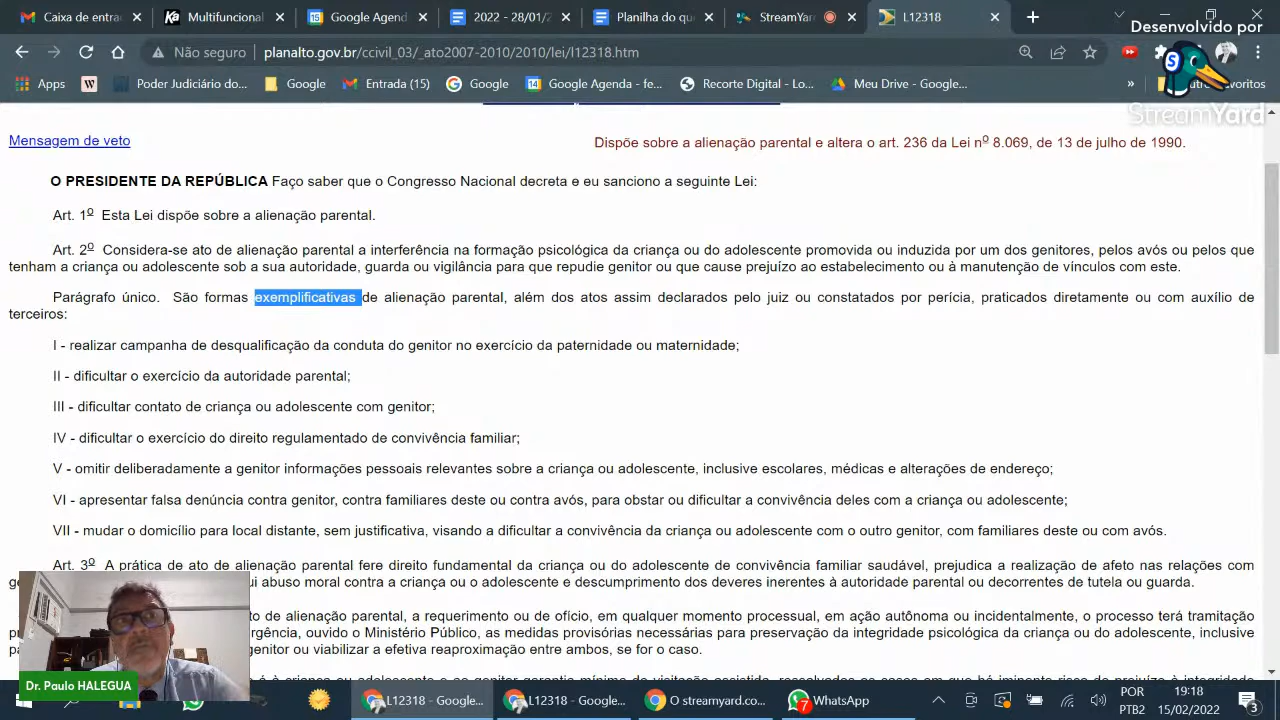 Caixa de entrad
Multifuncional
Google Agend
2022 - 28/01/2
Planilha do qu
StreamYar
L12318
Desenvolvido por
Não seguro
planalto.gov.br/ccivil_03/_ato2007-2010/2010/lei/l12318.htm
Apps
Poder Judiciário do...
Google
Entrada (15)
Google
Google Agenda - fe...
Recorte Digital - Lo...
Meu Drive - Google...
»
Favoritos
StreamYard
Mensagem de veto
Dispõe sobre a alienação parental e altera o art. 236 da Lei nº 8.069, de 13 de julho de 1990.
O PRESIDENTE DA REPÚBLICA Faço saber que o Congresso Nacional decreta e eu sanciono a seguinte Lei:
Art. 1º Esta Lei dispõe sobre a alienação parental.
Art. 2º Considera-se ato de alienação parental a interferência na formação psicológica da criança ou do adolescente promovida ou induzida por um dos genitores, pelos avós ou pelos que
tenham a criança ou adolescente sob a sua autoridade, guarda ou vigilância para que repudie genitor ou que cause prejuízo ao estabelecimento ou à manutenção de vínculos com este.
Parágrafo único. São formas exemplificativas de alienação parental, além dos atos assim declarados pelo juiz ou constatados por perícia, praticados diretamente ou com auxílio de
terceiros:
I - realizar campanha de desqualificação da conduta do genitor no exercício da paternidade ou maternidade;
II - dificultar o exercício da autoridade parental;
III - dificultar contato de criança ou adolescente com genitor;
IV - dificultar o exercício do direito regulamentado de convivência familiar;
V - omitir deliberadamente a genitor informações pessoais relevantes sobre a criança ou adolescente, inclusive escolares, médicas e alterações de endereço;
VI - apresentar falsa denúncia contra genitor, contra familiares deste ou contra avós, para obstar ou dificultar a convivência deles com a criança ou adolescente;
VII - mudar o domicílio para local distante, sem justificativa, visando a dificultar a convivência da criança ou adolescente com o outro genitor, com familiares deste ou com avós.
Art. 3º A prática de ato de alienação parental fere direito fundamental da criança ou do adolescente de convivência familiar saudável, prejudica a realização de afeto nas relações com
abuso moral contra a criança ou o adolescente e descumprimento dos deveres inerentes à autoridade parental ou decorrentes de tutela ou guarda.
de alienação parental, a requerimento ou de ofício, em qualquer momento processual, em ação autônoma ou incidentalmente, o processo terá tramitação
ouvido o Ministério Público, as medidas provisórias necessárias para preservação da integridade psicológica da criança ou do adolescente, inclusive
genitor ou viabilizar a efetiva reaproximação entre ambos, se for o caso.
Dr. Paulo HALEGUA
L12318 - Google...
L12318 - Google...
O streamyard.co...
7
WhatsApp
POR
PTB2
19:18
15/02/2022
3